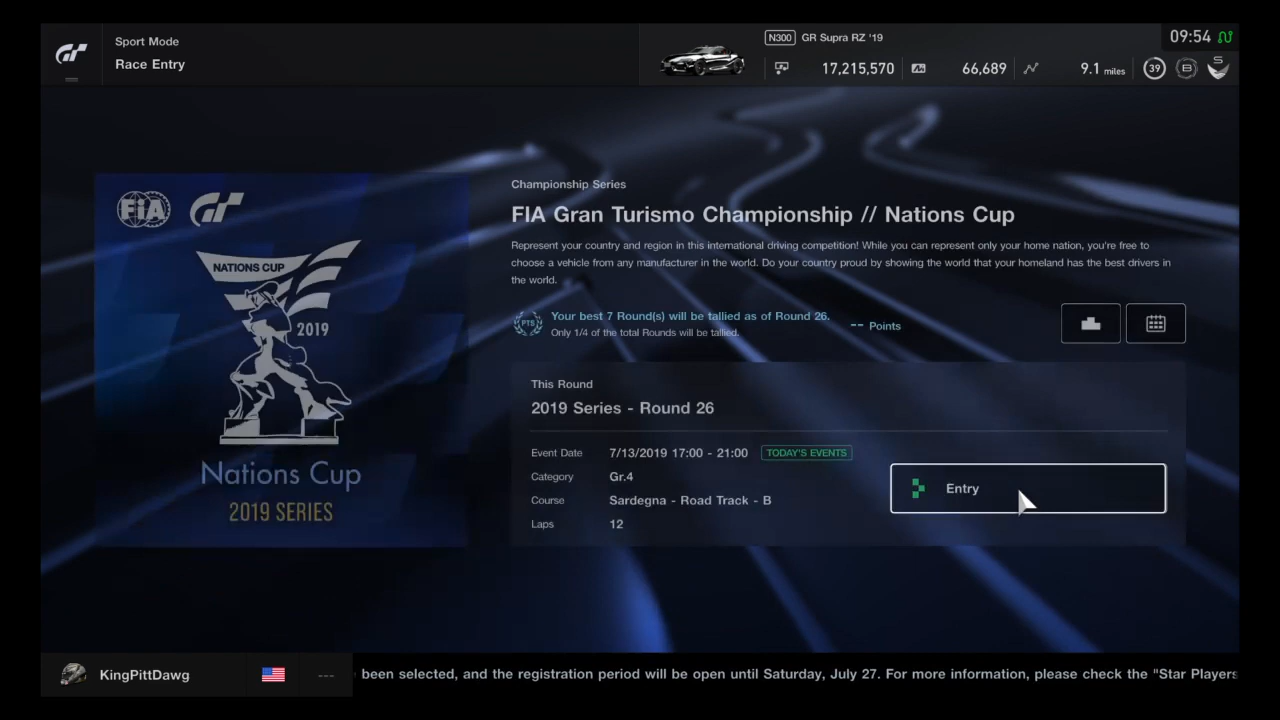 Sport Mode
Race Entry
N300 GR Supra RZ '19
09:54
17,215,570
66,689
9.1 miles
39
B
S
FIA
GT
NATIONS CUP
2019
Nations Cup
2019 SERIES
Championship Series
FIA Gran Turismo Championship // Nations Cup
Represent your country and region in this international driving competition! While you can represent only your home nation, you're free to
choose a vehicle from any manufacturer in the world. Do your country proud by showing the world that your homeland has the best drivers in
the world.
PTS
Your best 7 Round(s) will be tallied as of Round 26.
Only 1/4 of the total Rounds will be tallied.
-- Points
This Round
2019 Series - Round 26
Event Date 7/13/2019 17:00 - 21:00 TODAY'S EVENTS
Category Gr.4
Course Sardegna - Road Track - B
Laps 12
Entry
KingPittDawg
---
been selected, and the registration period will be open until Saturday, July 27. For more information, please check the "Star Players